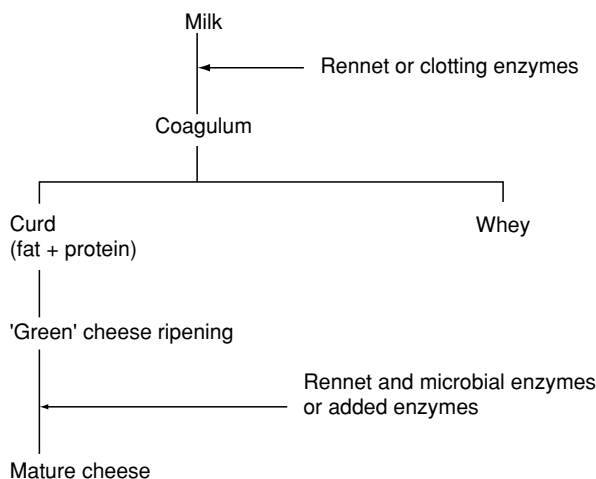 Milk
Rennet or clotting enzymes
Coagulum
Curd
(fat + protein)
Whey
'Green' cheese ripening
Rennet and microbial enzymes
or added enzymes
Mature cheese